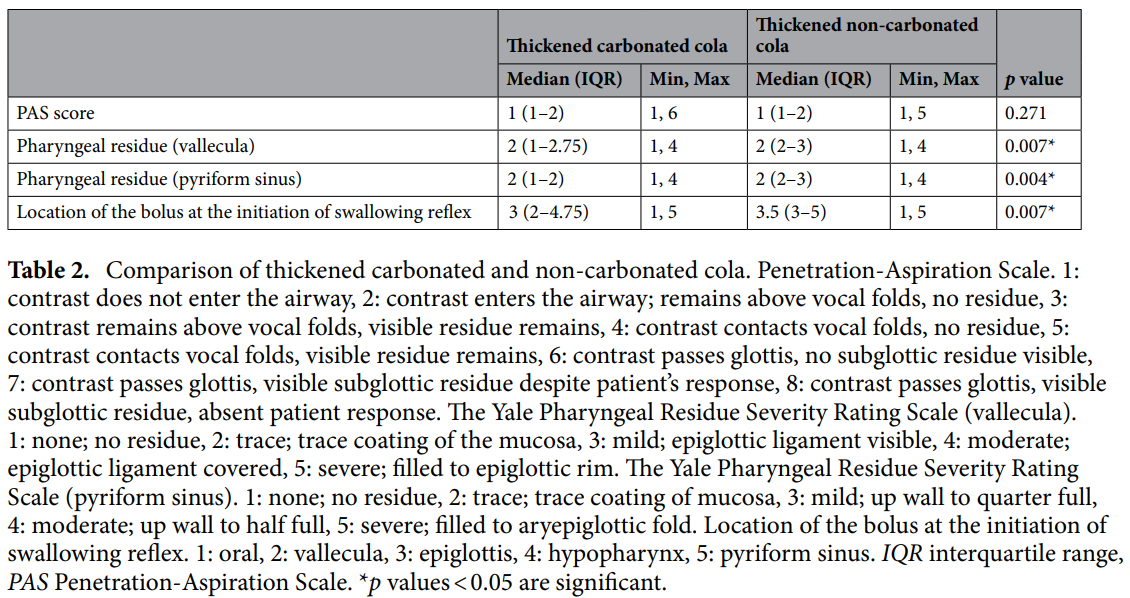 Thickened carbonated cola Thickened non-carbonated cola
Median (IQR) Min, Max Median (IQR) Min, Max p value
PAS score 1 (1–2) 1, 6 1 (1–2) 1, 5 0.271
Pharyngeal residue (vallecula) 2 (1–2.75) 1, 4 2 (2–3) 1, 4 0.007*
Pharyngeal residue (pyriform sinus) 2 (1–2) 1, 4 2 (2–3) 1, 4 0.004*
Location of the bolus at the initiation of swallowing reflex 3 (2–4.75) 1, 5 3.5 (3–5) 1, 5 0.007*
Table 2. Comparison of thickened carbonated and non-carbonated cola. Penetration-Aspiration Scale. 1:
contrast does not enter the airway, 2: contrast enters the airway; remains above vocal folds, no residue, 3:
contrast remains above vocal folds, visible residue remains, 4: contrast contacts vocal folds, no residue, 5:
contrast contacts vocal folds, visible residue remains, 6: contrast passes glottis, no subglottic residue visible,
7: contrast passes glottis, visible subglottic residue despite patient’s response, 8: contrast passes glottis, visible
subglottic residue, absent patient response. The Yale Pharyngeal Residue Severity Rating Scale (vallecula).
1: none; no residue, 2: trace; trace coating of the mucosa, 3: mild; epiglottic ligament visible, 4: moderate;
epiglottic ligament covered, 5: severe; filled to epiglottic rim. The Yale Pharyngeal Residue Severity Rating
Scale (pyriform sinus). 1: none; no residue, 2: trace; trace coating of mucosa, 3: mild; up wall to quarter full,
4: moderate; up wall to half full, 5: severe; filled to aryepiglottic fold. Location of the bolus at the initiation of
swallowing reflex. 1: oral, 2: vallecula, 3: epiglottis, 4: hypopharynx, 5: pyriform sinus. IQR interquartile range,
PAS Penetration-Aspiration Scale. *p values < 0.05 are significant.